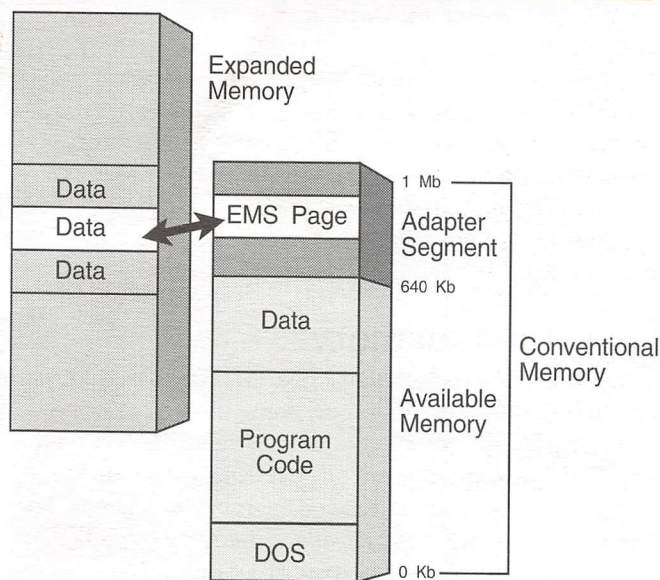 Expanded
Memory
Data
Data
Data
EMS Page
1 Mb
Adapter
Segment
640 Kb
Data
Conventional
Memory
Available
Memory
Program
Code
DOS
0 Kb